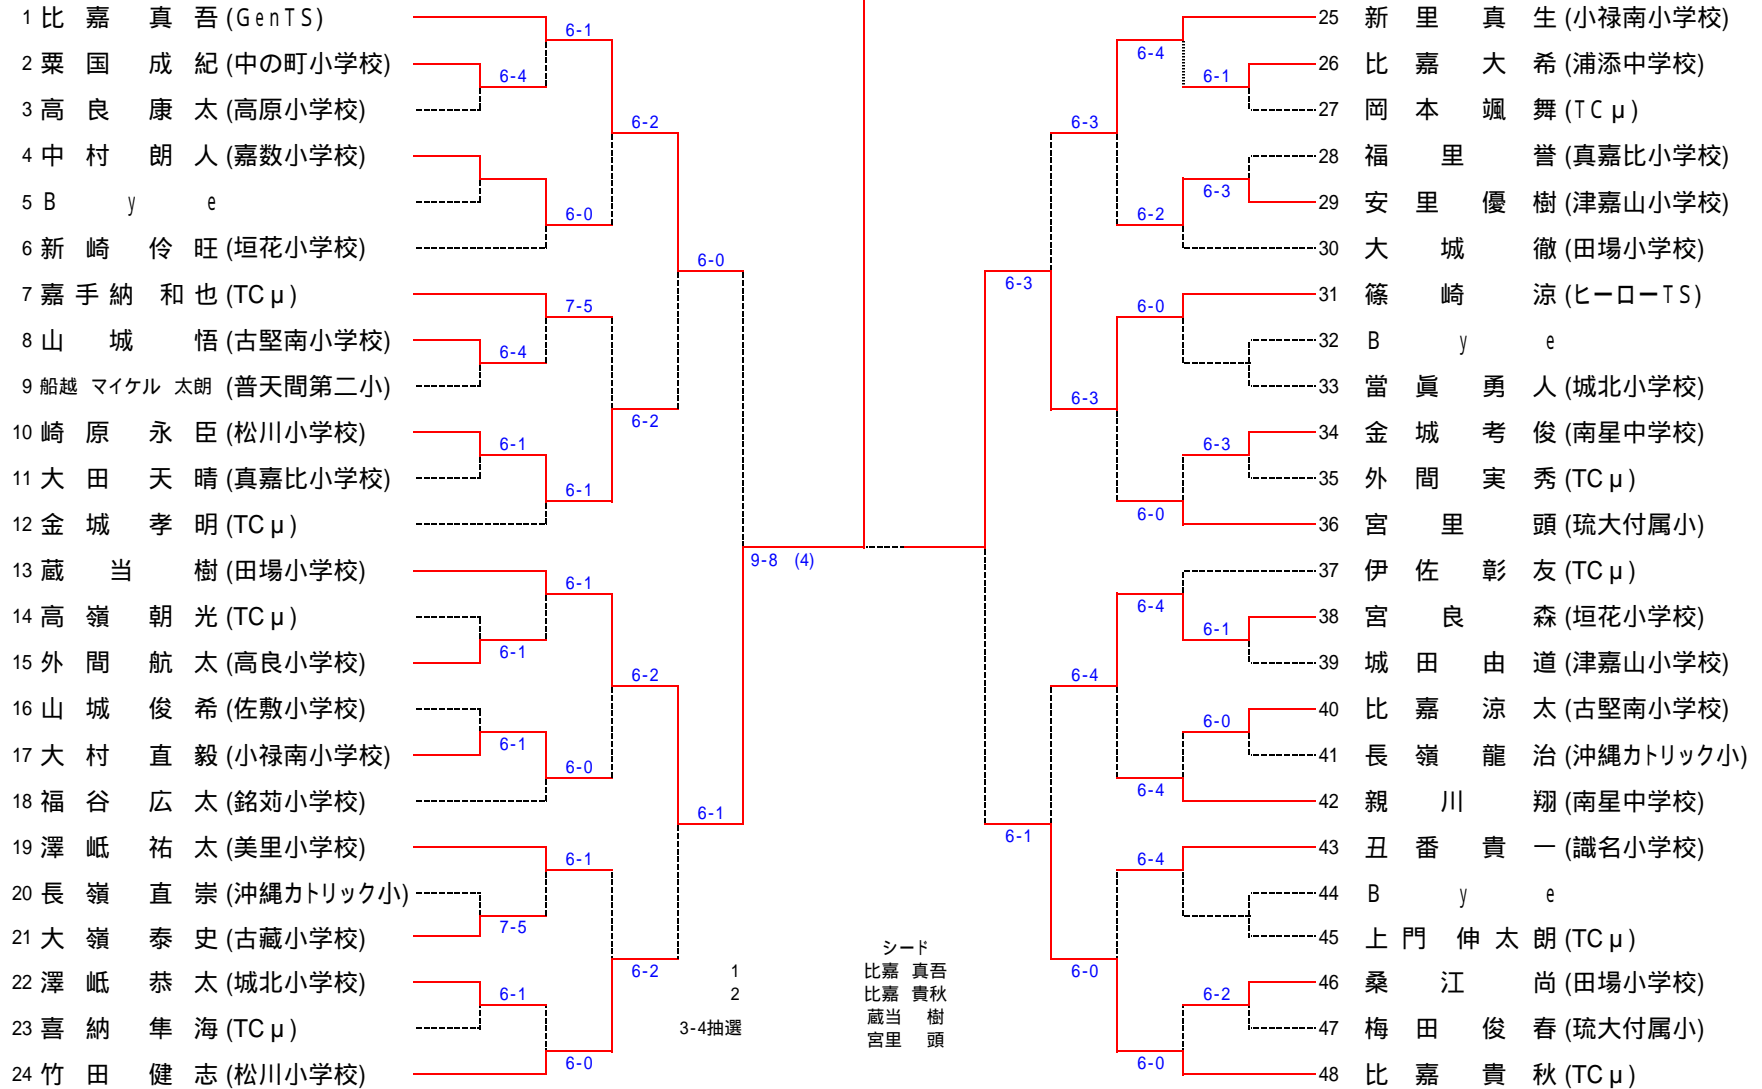 1 比嘉 真吾 (GenTS)
2 粟国 成紀 (中の町小学校)
3 高良 康太 (高原小学校)
4 中村 朗人 (嘉数小学校)
5 Bye
6 新崎 伶旺 (垣花小学校)
7 嘉手納 和也 (TCμ)
8 山城 悟 (古堅南小学校)
9 船越 マイケル 太朗 (普天間第二小)
10 崎原 永臣 (松川小学校)
11 大田 天晴 (真嘉比小学校)
12 金城 孝明 (TCμ)
13 蔵当 樹 (田場小学校)
14 高嶺 朝光 (TCμ)
15 外間 航太 (高良小学校)
16 山城 俊希 (佐敷小学校)
17 大村 直毅 (小禄南小学校)
18 福谷 広太 (銘苅小学校)
19 澤岻 祐太 (美里小学校)
20 長嶺 直崇 (沖縄カトリック小)
21 大嶺 泰史 (古蔵小学校)
22 澤岻 恭太 (城北小学校)
23 喜納 隼海 (TCμ)
24 竹田 健志 (松川小学校)
6-1
6-4
6-2
6-0
6-0
7-5
6-4
6-2
6-1
6-1
9-8 (4)
6-1
6-1
6-2
6-1
6-0
6-1
6-1
7-5
6-2
6-1
6-0
シード
1 比嘉 真吾
2 比嘉 貴秋
3-4抽選 蔵当 樹
宮里 頭
6-4
6-1
6-3
6-3
6-2
6-3
6-0
6-3
6-3
6-0
6-4
6-1
6-4
6-0
6-4
6-1
6-4
6-0
6-2
6-0
25 新里 真生 (小禄南小学校)
26 比嘉 大希 (浦添中学校)
27 岡本 颯舞 (TCμ)
28 福里 誉 (真嘉比小学校)
29 安里 優樹 (津嘉山小学校)
30 大城 徹 (田場小学校)
31 篠崎 涼 (ヒーローTS)
32 Bye
33 當眞 勇人 (城北小学校)
34 金城 考俊 (南星中学校)
35 外間 実秀 (TCμ)
36 宮里 頭 (琉大付属小)
37 伊佐 彰友 (TCμ)
38 宮良 森 (垣花小学校)
39 城田 由道 (津嘉山小学校)
40 比嘉 涼太 (古堅南小学校)
41 長嶺 龍治 (沖縄カトリック小)
42 親川 翔 (南星中学校)
43 丑番 貴一 (識名小学校)
44 Bye
45 上門 伸太朗 (TCμ)
46 桑江 尚 (田場小学校)
47 梅田 俊春 (琉大付属小)
48 比嘉 貴秋 (TCμ)